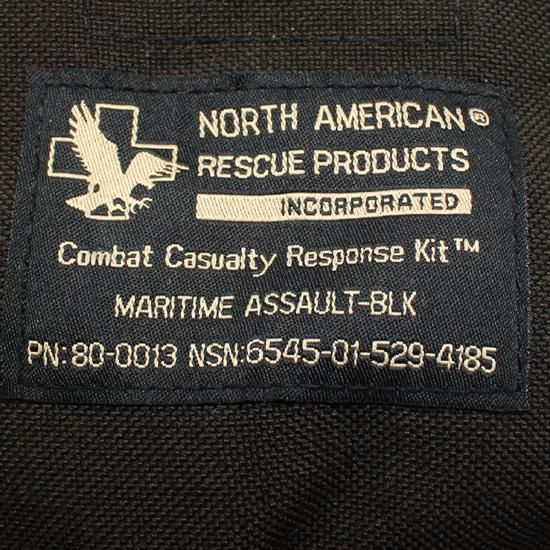 NORTH AMERICAN®
RESCUE PRODUCTS
INCORPORATED
Combat Casualty Response Kit™
MARITIME ASSAULT-BLK
PN:80-0013 NSN:6545-01-529-4185